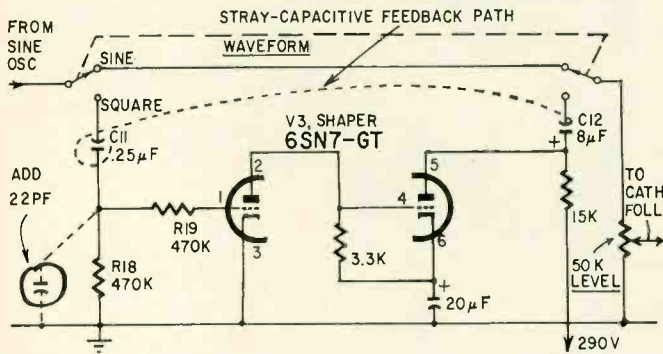 STRAY-CAPACITIVE FEEDBACK PATH
FROM
SINE
OSC
WAVEFORM
SINE
SQUARE
C11
.25µF
V3, SHAPER
6SN7-GT
C12
8µF
+
ADD
22PF
2
5
1
4
3
6
R19
470K
R18
470K
3.3K
+
20µF
15K
TO
CATH
FOLL
50K
LEVEL
290V